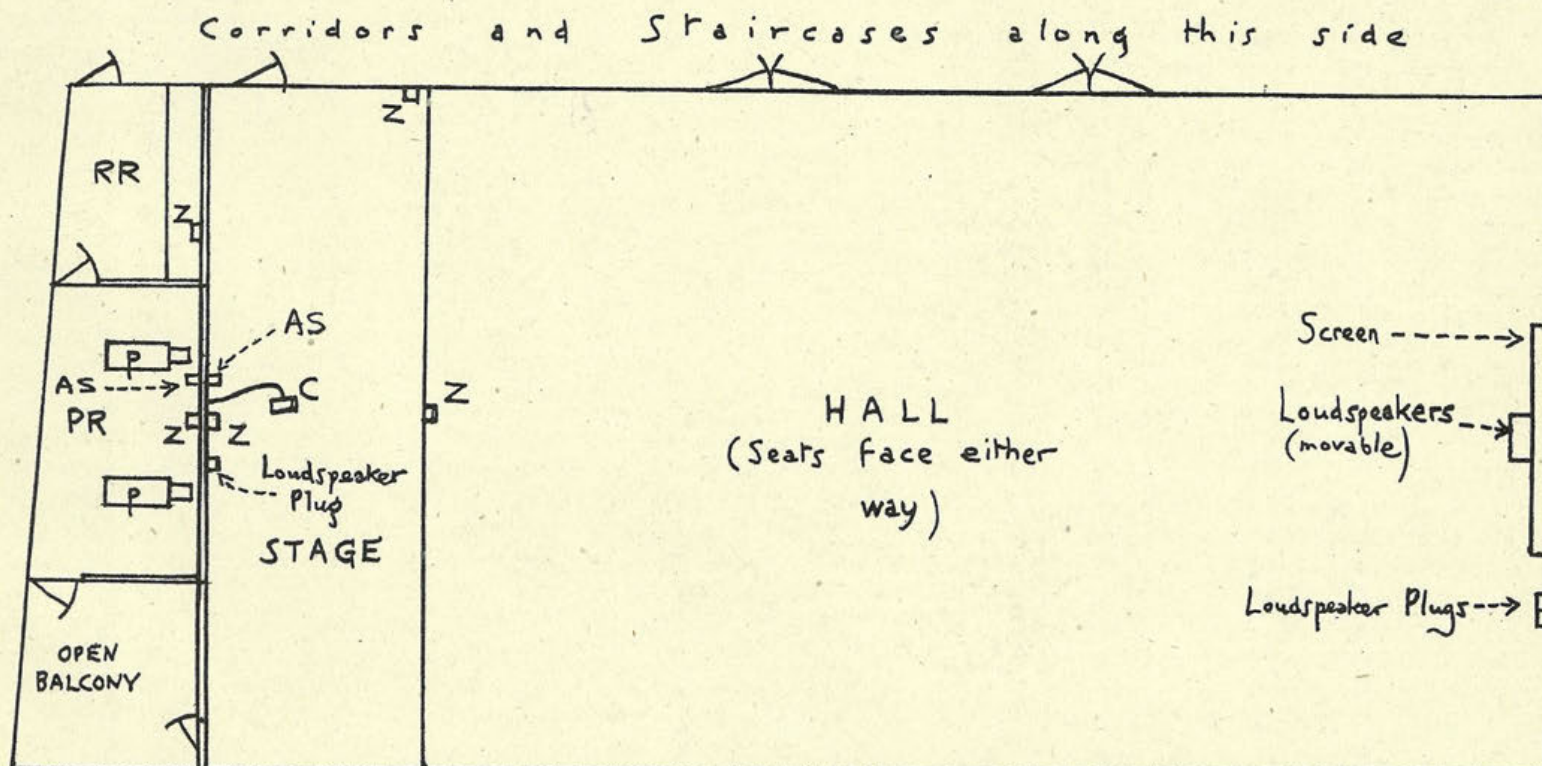 Corridors and Staircases along this side
Z
RR
Z
AS
Screen
P
AS
C
Z
PR
Z
Z
HALL
(Seats face either
way)
Loudspeakers
(movable)
Loudspeaker
Plug
P
STAGE
Loudspeaker Plugs
OPEN
BALCONY